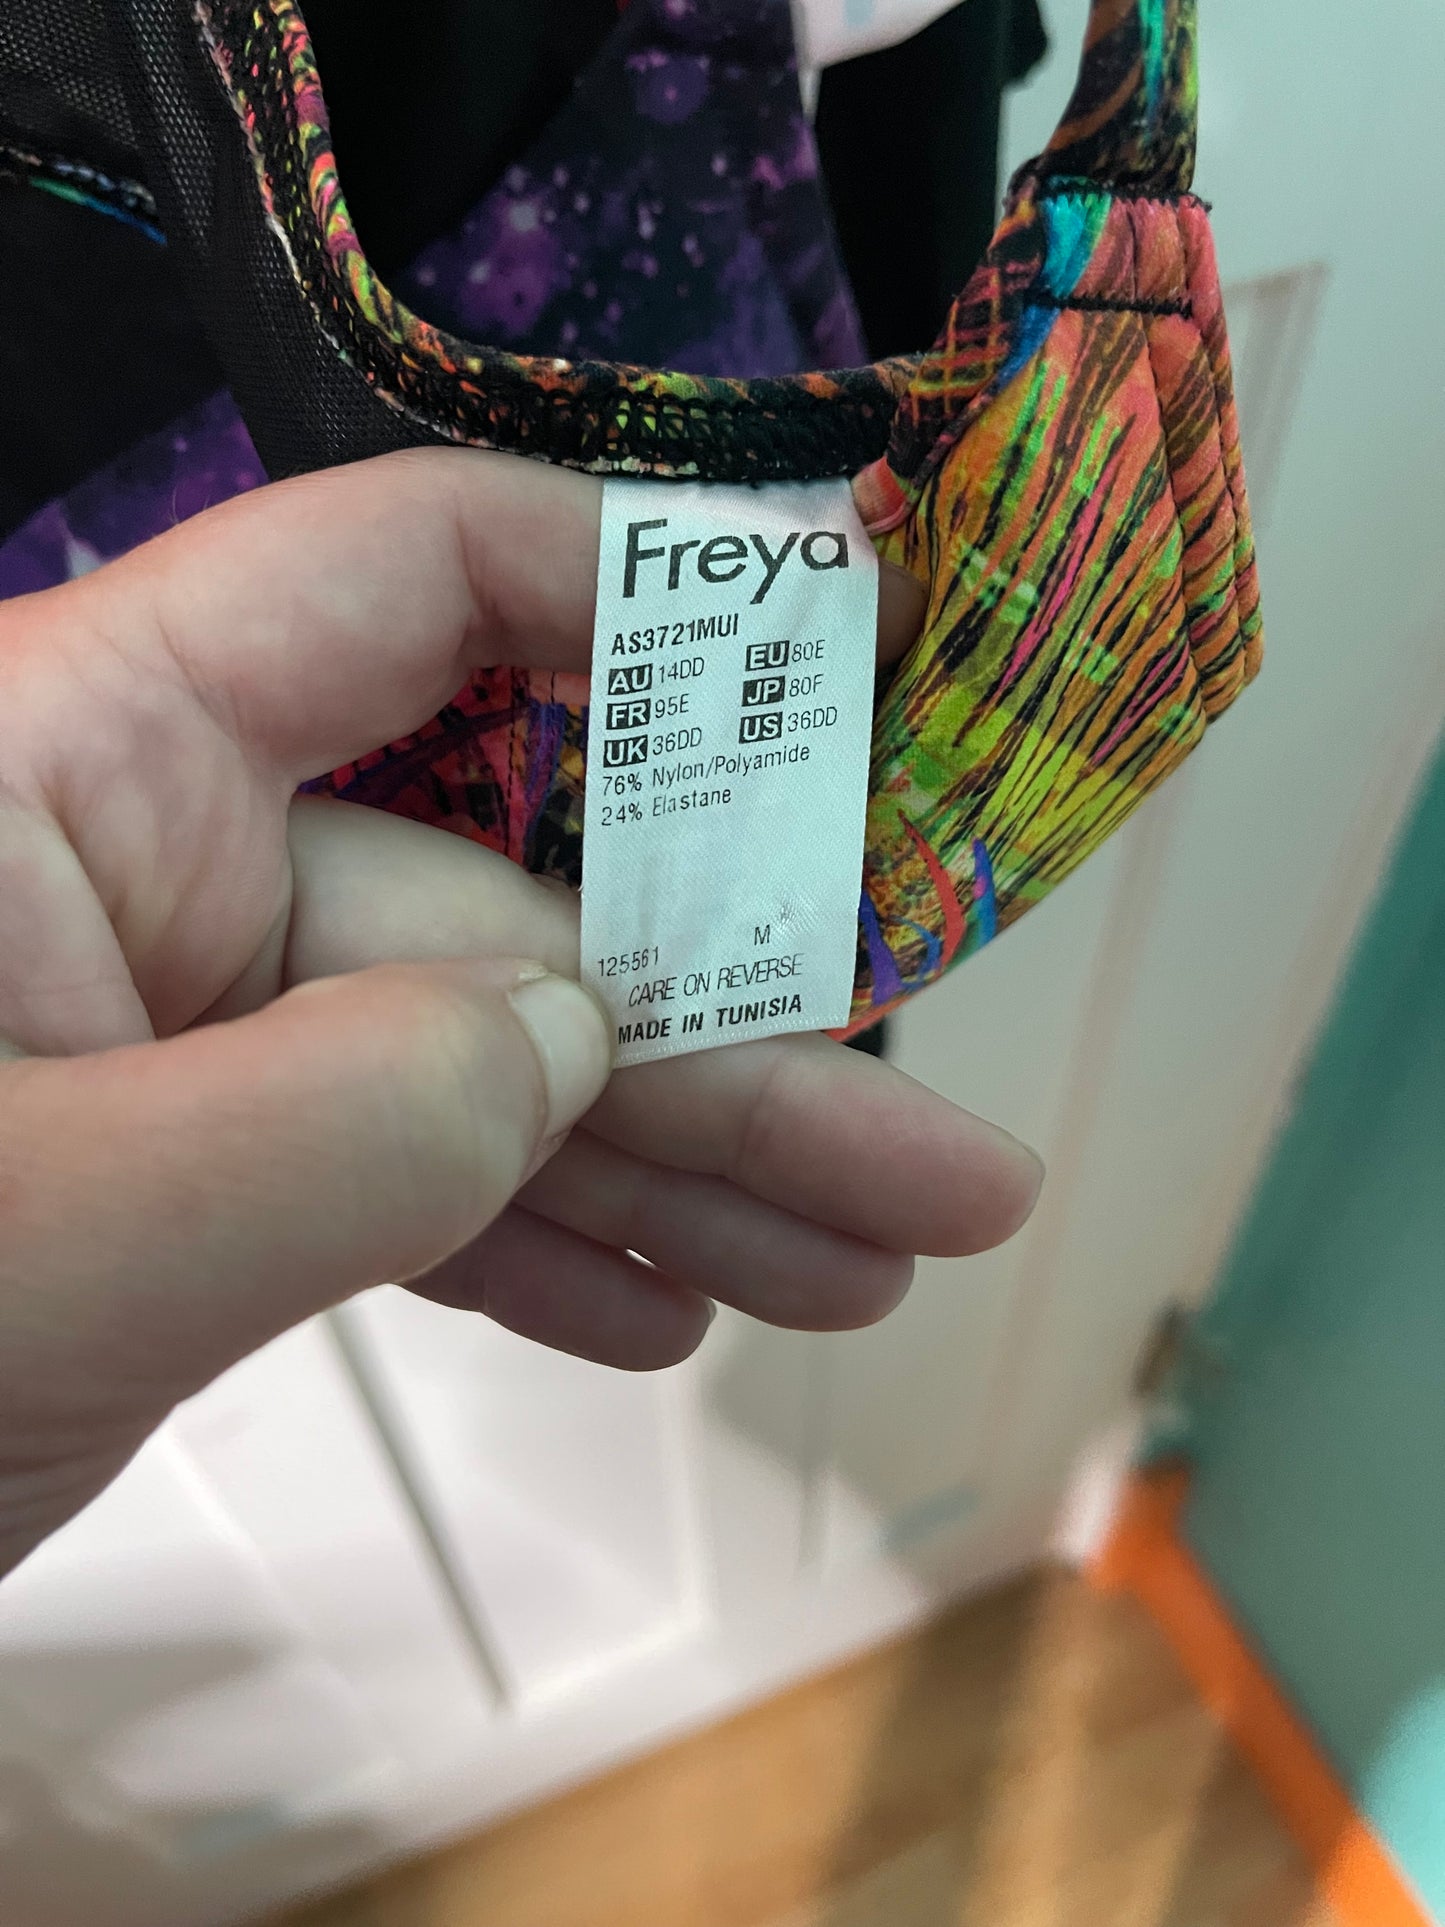 Freya
AS3721MUI
AU 14DD EU 80E
FR 95E JP 80F
UK 36DD US 36DD
76% Nylon/Polyamide
24% Elastane
M
125561
CARE ON REVERSE
MADE IN TUNISIA